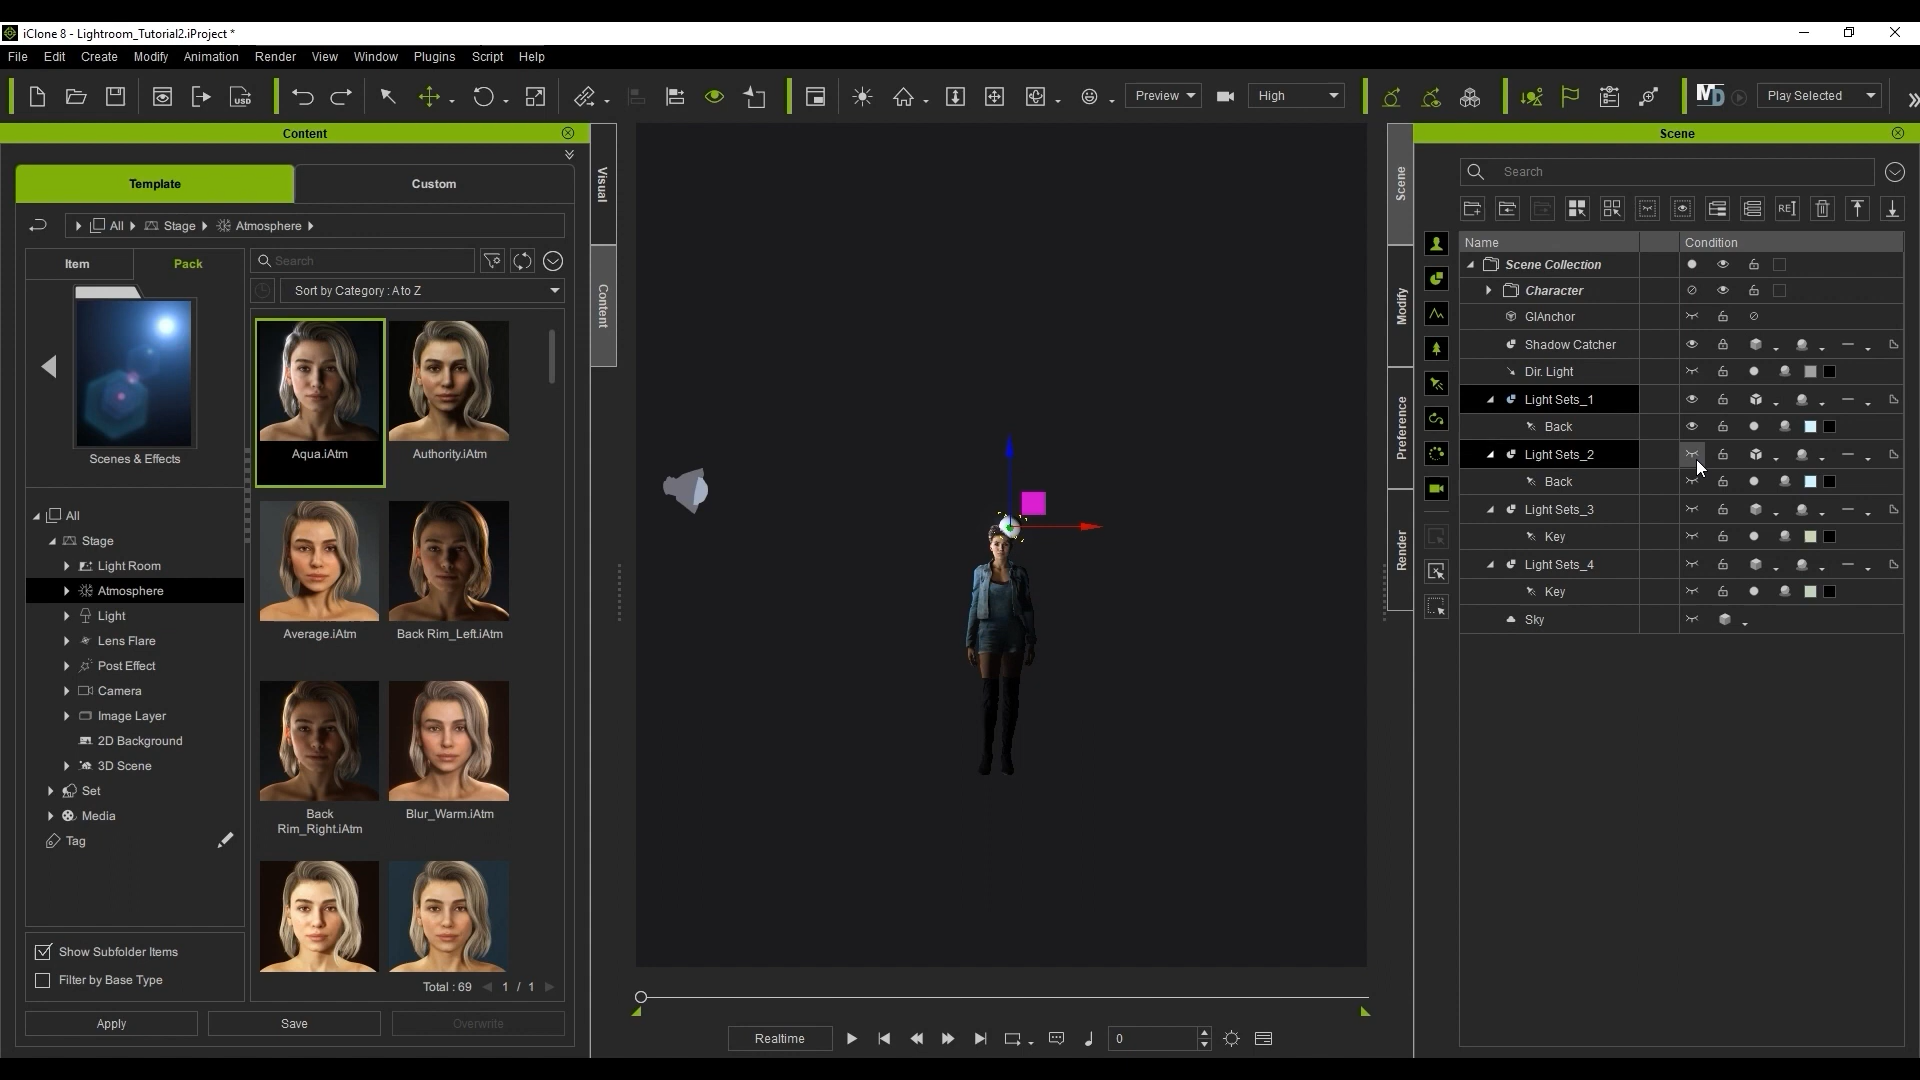 iClone 8 - Lightroom_Tutorial2.iProject *
File Edit Create Modify Animation Render View Window Plugins Script Help
USD Preview High MD Play Selected
Content
Template Custom
All Stage Atmosphere
Item Pack
Search
Sort by Category : A to Z
Scenes & Effects
All
Stage
Light Room
Atmosphere
Light
Lens Flare
Post Effect
Camera
Image Layer
2D Background
3D Scene
Set
Media
Tag
Show Subfolder Items
Filter by Base Type
Aqua.iAtm
Authority.iAtm
Average.iAtm
Back Rim_Left.iAtm
Back
Rim_Right.iAtm
Blur_Warm.iAtm
Total : 69 1 / 1
Apply Save Overwrite
Visual
Content
Realtime
0
Scene
Modify
Preference
Render
Scene
Search
REI
Name Condition
Scene Collection
Character
GIAnchor
Shadow Catcher
Dir. Light
Light Sets_1
Back
Light Sets_2
Back
Light Sets_3
Key
Light Sets_4
Key
Sky